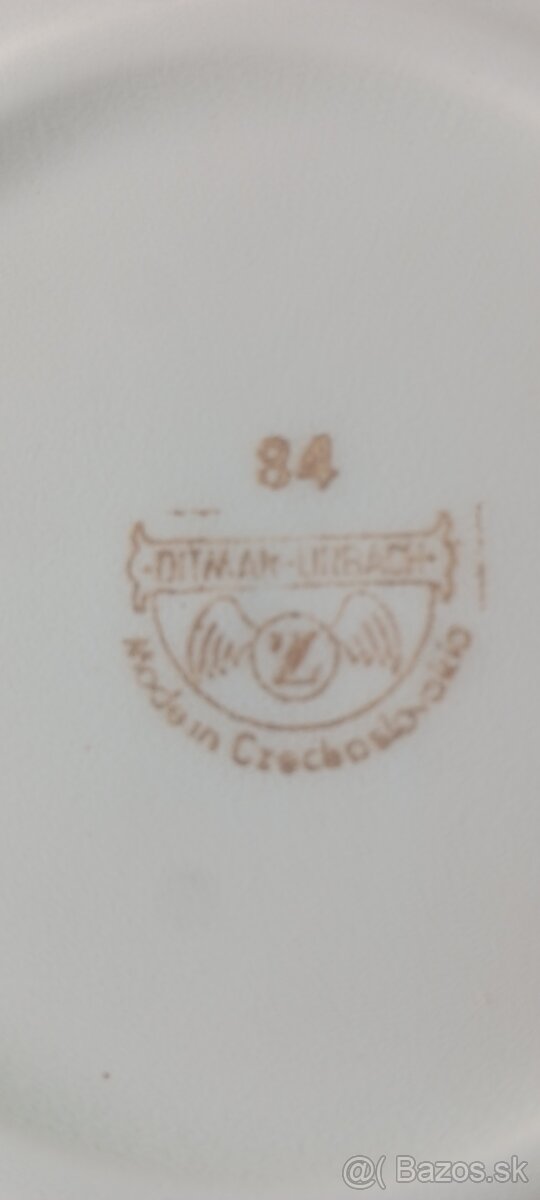 84
DITMAR-URBACH
Z
Made in Czechoslovakia
@( Bazos.sk